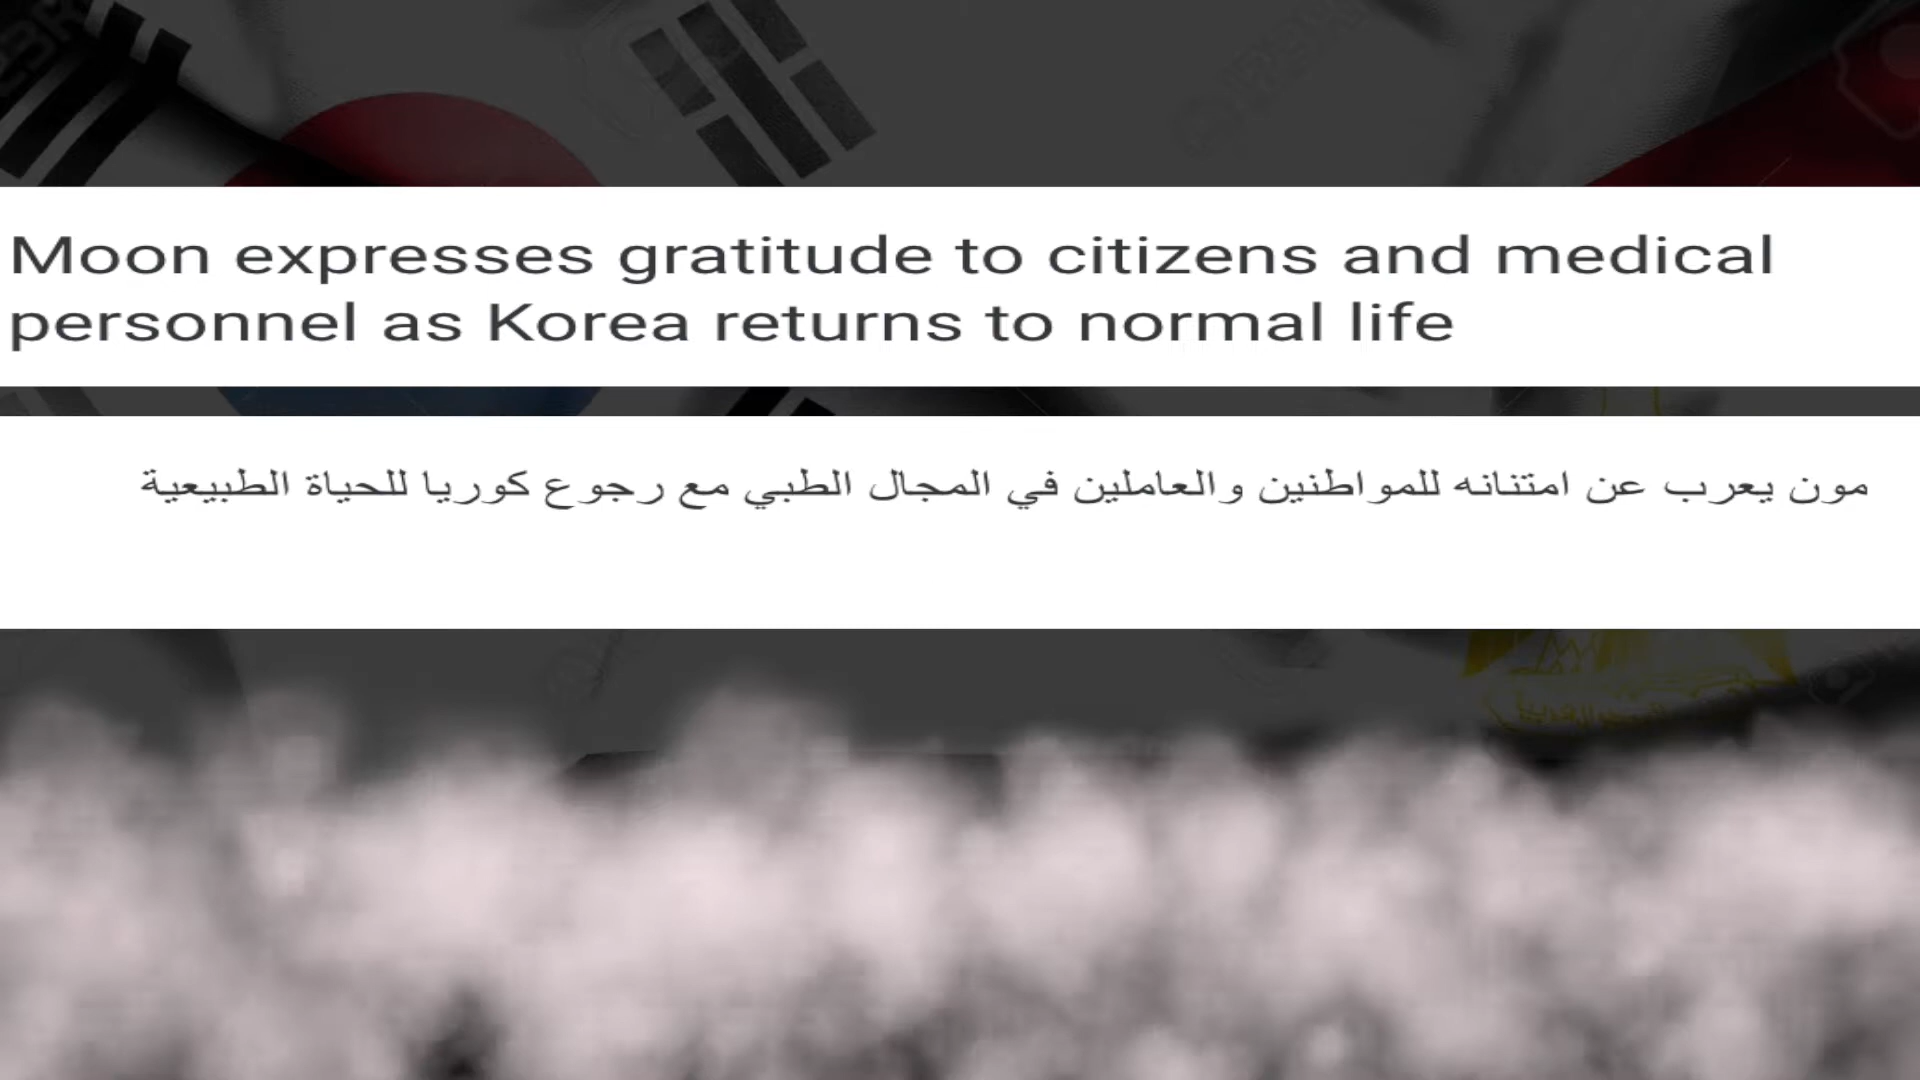 Moon expresses gratitude to citizens and medical
personnel as Korea returns to normal life
مون يعرب عن امتنانه للمواطنين والعاملين في المجال الطبي مع رجوع كوريا للحياة الطبيعية